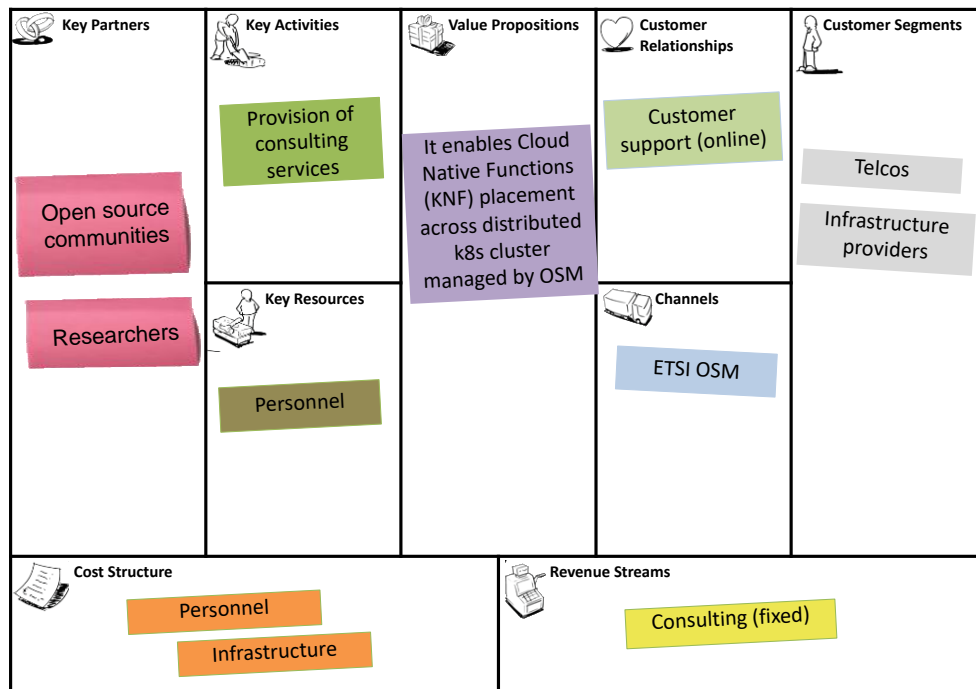 Key Partners
Open source
communities
Researchers
Key Activities
Provision of
consulting
services
Key Resources
Personnel
Value Propositions
It enables Cloud
Native Functions
(KNF) placement
across distributed
k8s cluster
managed by OSM
Customer
Relationships
Customer
support (online)
Channels
ETSI OSM
Customer Segments
Telcos
Infrastructure
providers
Cost Structure
Personnel
Infrastructure
Revenue Streams
Consulting (fixed)